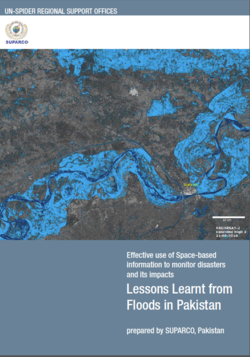 UN-SPIDER REGIONAL SUPPORT OFFICES
SUPARCO
Effective use of Space-based
information to monitor disasters
and its impacts
Lessons Learnt from
Floods in Pakistan
prepared by SUPARCO, Pakistan